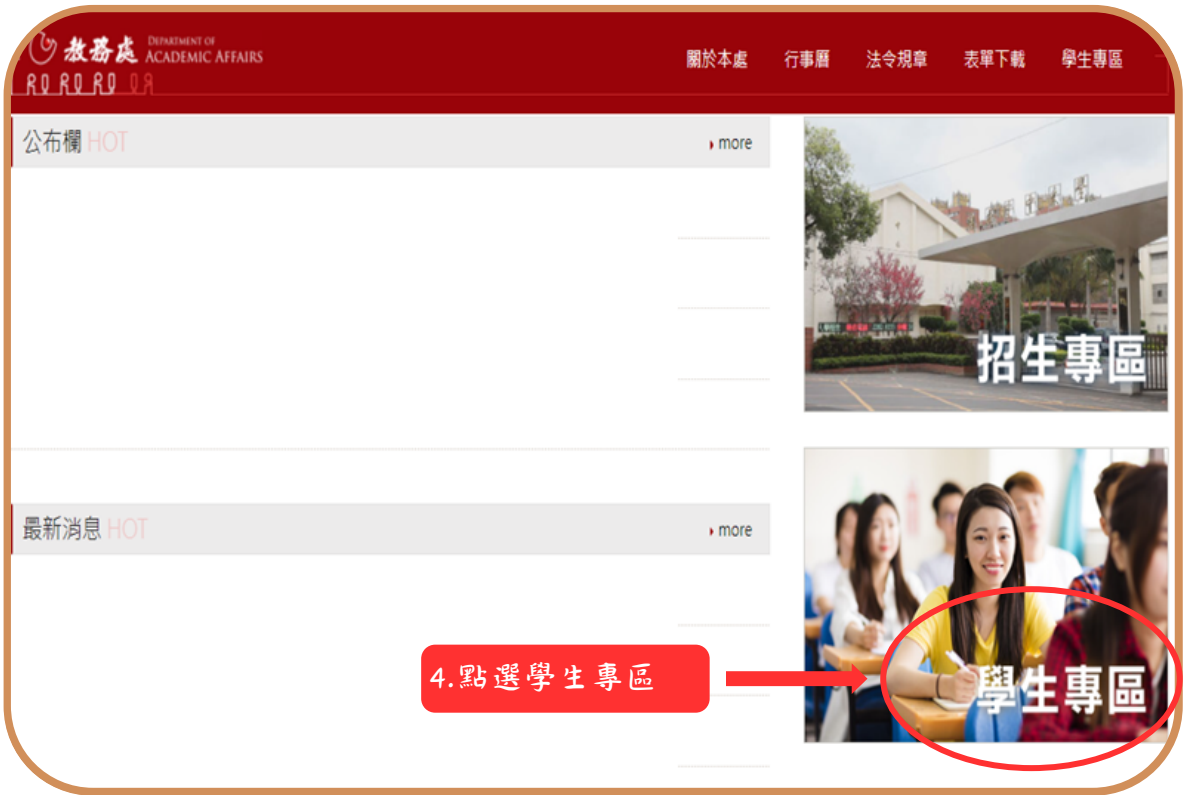 教務處 DEPARTMENT OF ACADEMIC AFFAIRS
關於本處 行事曆 法令規章 表單下載 學生專區
公布欄 HOT
more
招生專區
最新消息 HOT
more
4.點選學生專區
學生專區